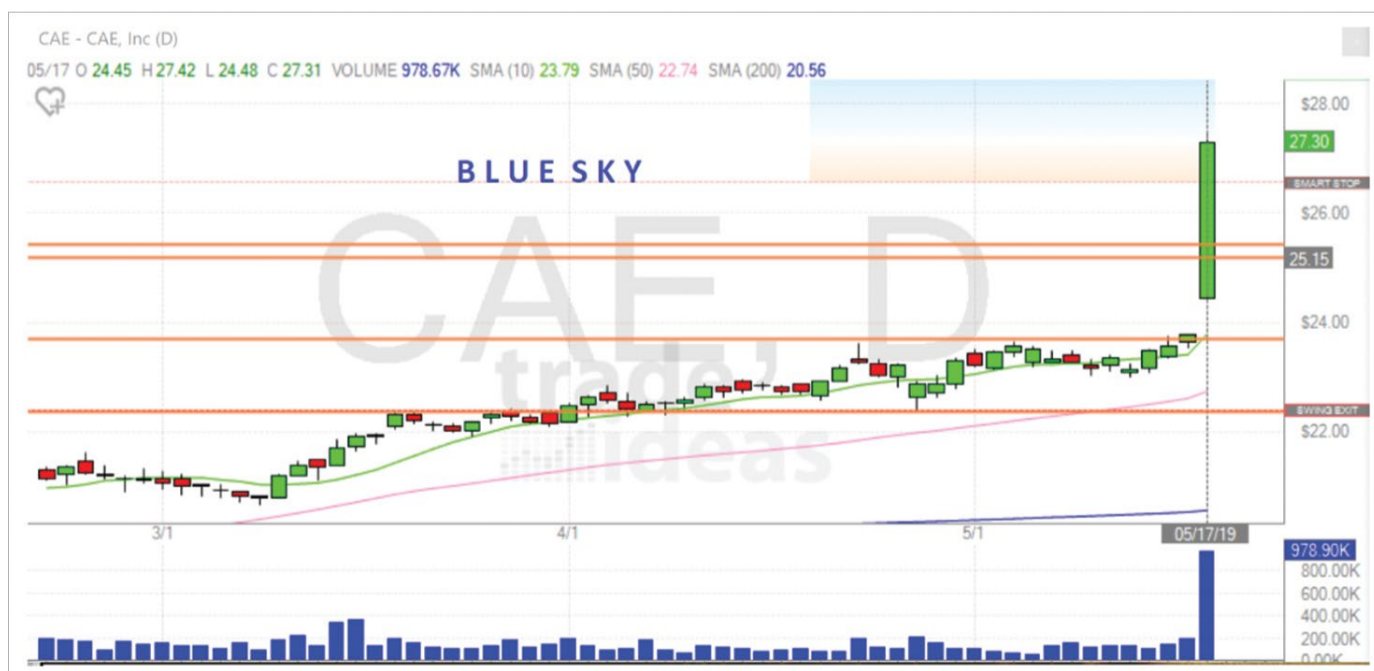 CAE - CAE, Inc (D)
05/17 O 24.45 H 27.42 L 24.48 C 27.31 VOLUME 978.67K SMA (10) 23.79 SMA (50) 22.74 SMA (200) 20.56
$28.00
27.30
BLUE SKY
SMART STOP
$26.00
CAE, D
25.15
$24.00
trade
ideas
SWING EXIT
$22.00
3/1 4/1 5/1 05/17/19
978.90K
800.00K
600.00K
400.00K
200.00K
0.00K